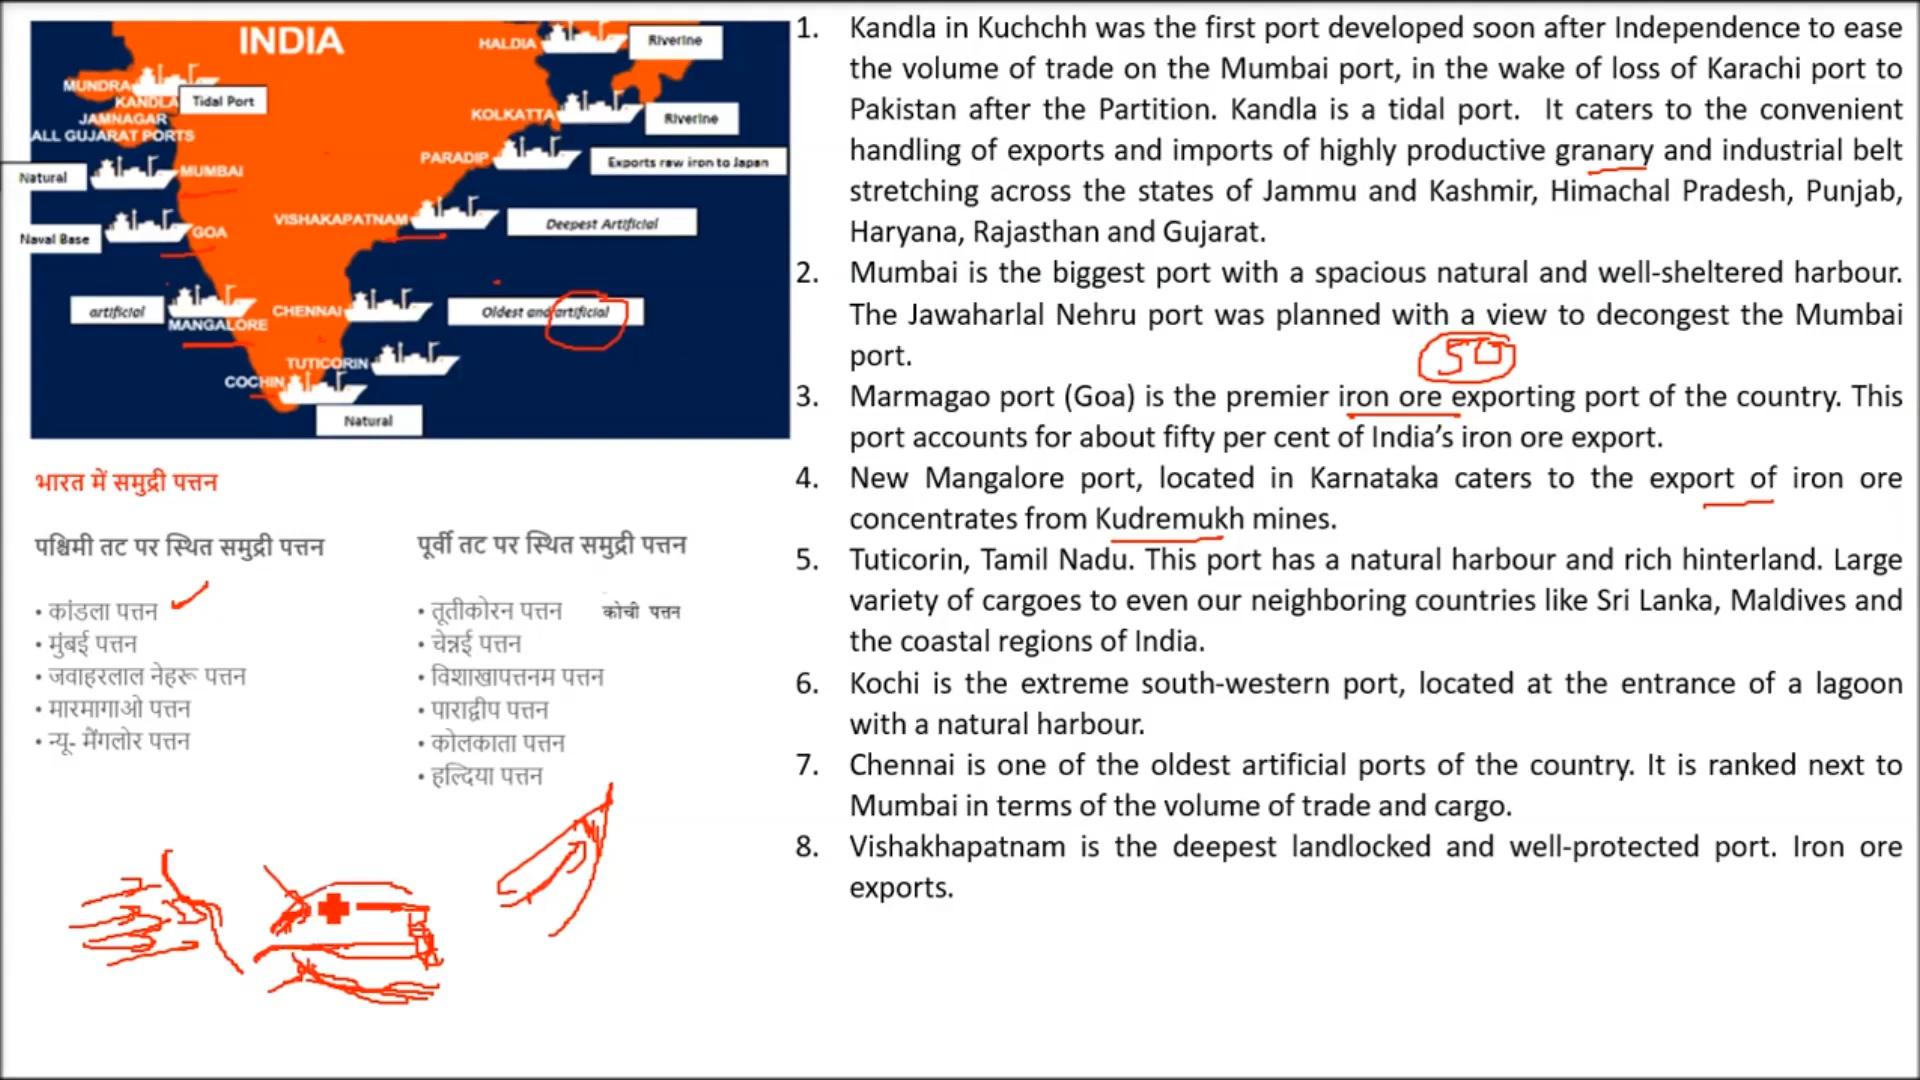 INDIA
HALDIA
Riverine
MUNDRA
KANDLA
Tidal Port
JAMNAGAR
ALL GUJARAT PORTS
KOLKATTA
Riverine
PARADIP
Exports raw iron to Japan
Natural
MUMBAI
VISHAKAPATNAM
Deepest Artificial
Naval Base
GOA
artificial
MANGALORE
CHENNAI
Oldest and artificial
TUTICORIN
COCHIN
Natural
भारत में समुद्री पत्तन
पश्चिमी तट पर स्थित समुद्री पत्तन
• कांडला पत्तन
• मुंबई पत्तन
• जवाहरलाल नेहरू पत्तन
• मारमागाओ पत्तन
• न्यू- मैंगलोर पत्तन
पूर्वी तट पर स्थित समुद्री पत्तन
• तूतीकोरन पत्तन कोची पत्तन
• चेन्नई पत्तन
• विशाखापत्तनम पत्तन
• पाराद्वीप पत्तन
• कोलकाता पत्तन
• हल्दिया पत्तन
1. Kandla in Kuchchh was the first port developed soon after Independence to ease
the volume of trade on the Mumbai port, in the wake of loss of Karachi port to
Pakistan after the Partition. Kandla is a tidal port. It caters to the convenient
handling of exports and imports of highly productive granary and industrial belt
stretching across the states of Jammu and Kashmir, Himachal Pradesh, Punjab,
Haryana, Rajasthan and Gujarat.
2. Mumbai is the biggest port with a spacious natural and well-sheltered harbour.
The Jawaharlal Nehru port was planned with a view to decongest the Mumbai
port.
50
3. Marmagao port (Goa) is the premier iron ore exporting port of the country. This
port accounts for about fifty per cent of India’s iron ore export.
4. New Mangalore port, located in Karnataka caters to the export of iron ore
concentrates from Kudremukh mines.
5. Tuticorin, Tamil Nadu. This port has a natural harbour and rich hinterland. Large
variety of cargoes to even our neighboring countries like Sri Lanka, Maldives and
the coastal regions of India.
6. Kochi is the extreme south-western port, located at the entrance of a lagoon
with a natural harbour.
7. Chennai is one of the oldest artificial ports of the country. It is ranked next to
Mumbai in terms of the volume of trade and cargo.
8. Vishakhapatnam is the deepest landlocked and well-protected port. Iron ore
exports.